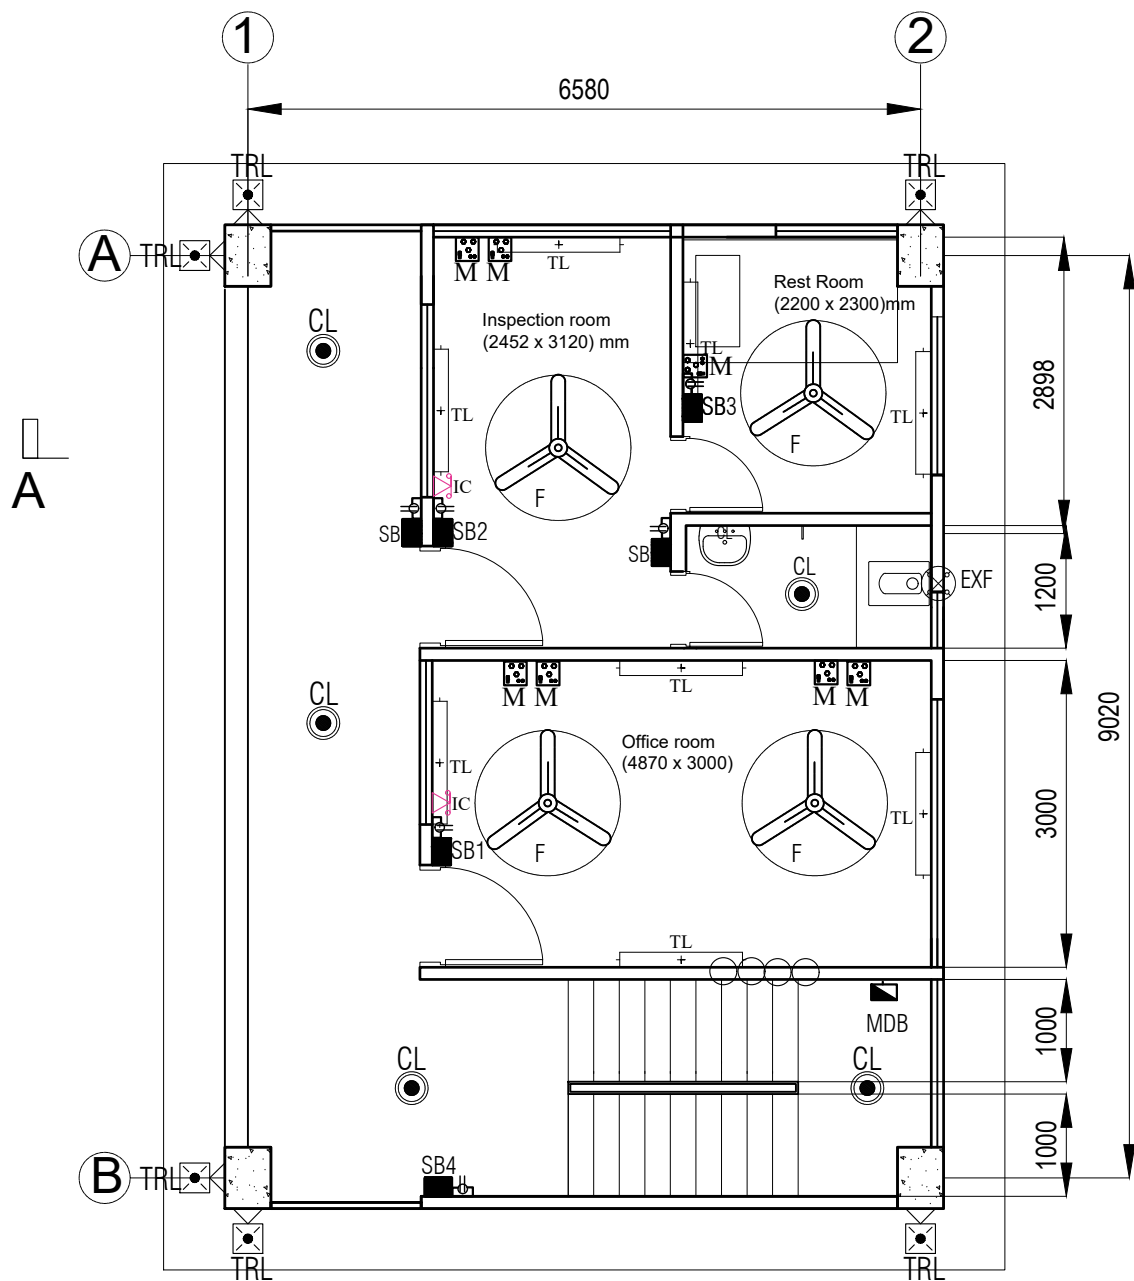 1
2
6580
TRL
TRL
A
TRL
M
M
TL
Rest Room
(2200 x 2300)mm
CL
Inspection room
(2452 x 3120) mm
TL
M
2898
TL
SB3
F
A
IC
F
SB
SB2
SB
CL
CL
EXF
1200
M
M
TL
M
M
CL
9020
Office room
(4870 x 3000)
TL
IC
3000
TL
SB1
F
F
TL
MDB
1000
CL
CL
1000
B
TRL
SB4
TRL
TRL